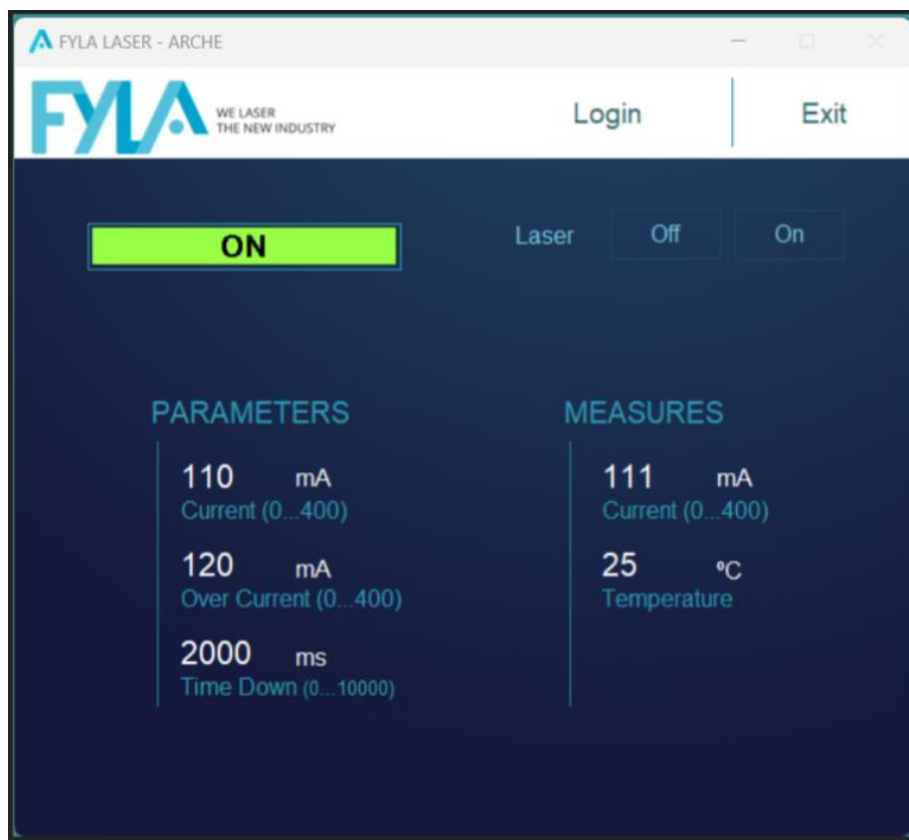 FYLA LASER - ARCHE
FYLA
WE LASER
THE NEW INDUSTRY
Login
Exit
ON
Laser
Off
On
PARAMETERS
110 mA
Current (0...400)
120 mA
Over Current (0...400)
2000 ms
Time Down (0...10000)
MEASURES
111 mA
Current (0...400)
25 ºC
Temperature